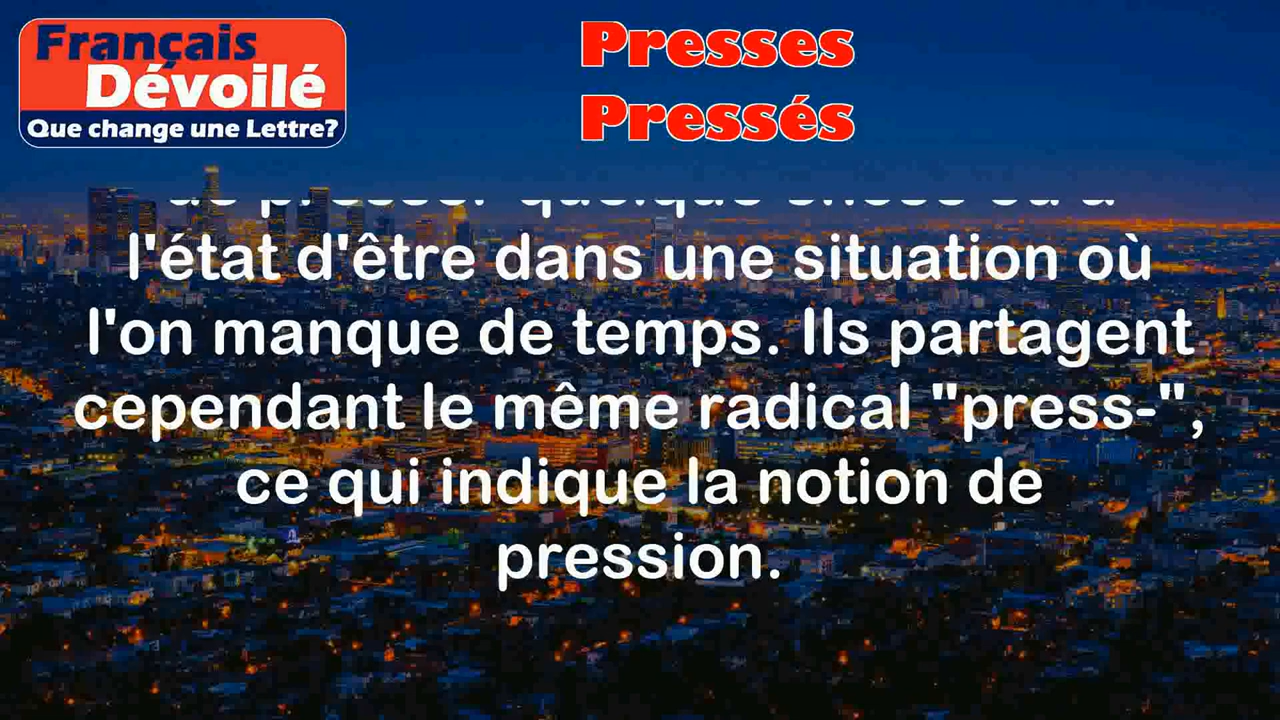 Français
Dévoilé
Que change une Lettre?
Presses
Pressés
l'état d'être dans une situation où
l'on manque de temps. Ils partagent
cependant le même radical "press-",
ce qui indique la notion de
pression.